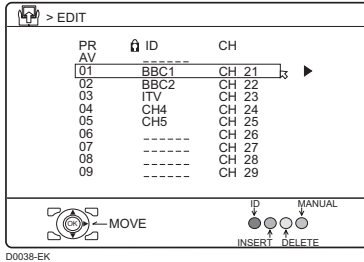 > EDIT
PR ID CH
AV ______
01 BBC1 CH 21
02 BBC2 CH 22
03 ITV CH 23
04 CH4 CH 24
05 CH5 CH 25
06 ______ CH 26
07 ______ CH 27
08 ______ CH 28
09 ______ CH 29
OK MOVE
ID MANUAL
INSERT DELETE
D0038-EK